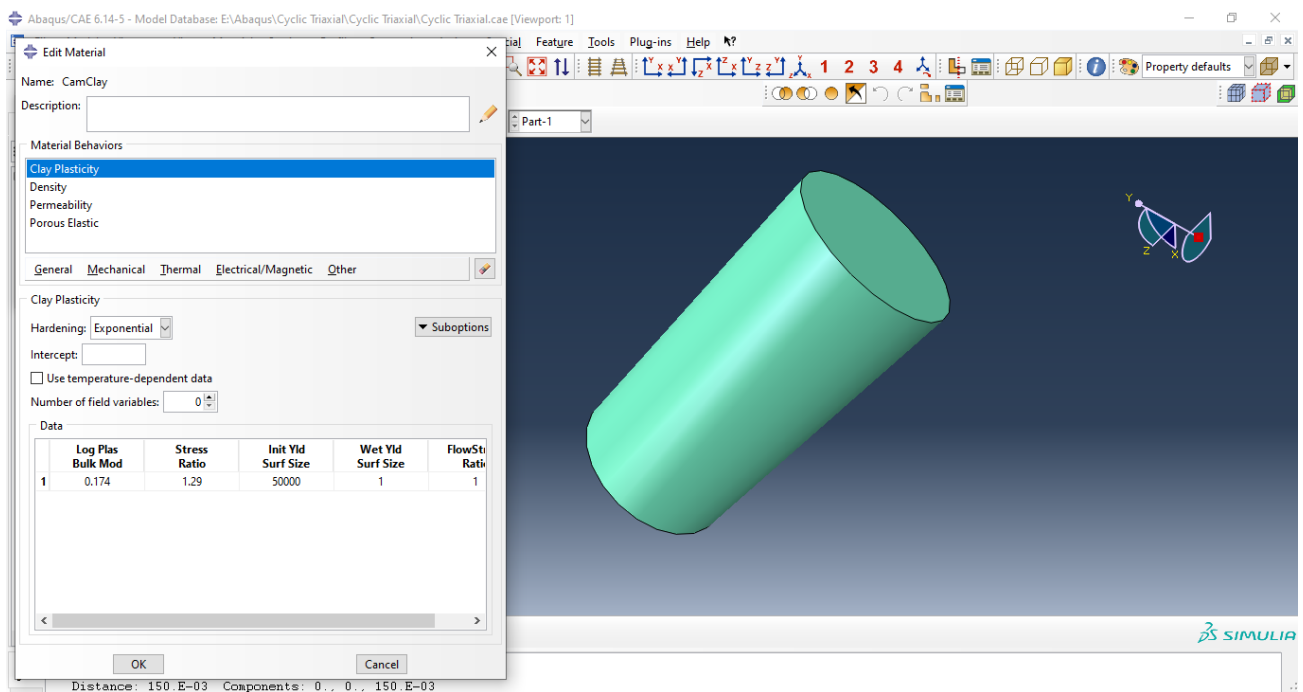 Abaqus/CAE 6.14-5 - Model Database: E:\Abaqus\Cyclic Triaxial\Cyclic Triaxial\Cyclic Triaxial.cae [Viewport: 1]
Feature Tools Plug-ins Help
Edit Material
Name: CamClay
Description:
1 2 3 4
Property defaults
Part-1
Material Behaviors
Clay Plasticity
Density
Permeability
Porous Elastic
General Mechanical Thermal Electrical/Magnetic Other
Clay Plasticity
Hardening: Exponential
Suboptions
Intercept:
Use temperature-dependent data
Number of field variables: 0
Data
Log Plas Bulk Mod Stress Ratio Init Yld Surf Size Wet Yld Surf Size
1 0.174 1.29 50000 1 1
OK Cancel
Y
Z X
SIMULIA
Distance: 150.E-03 Components: 0., 0., 150.E-03